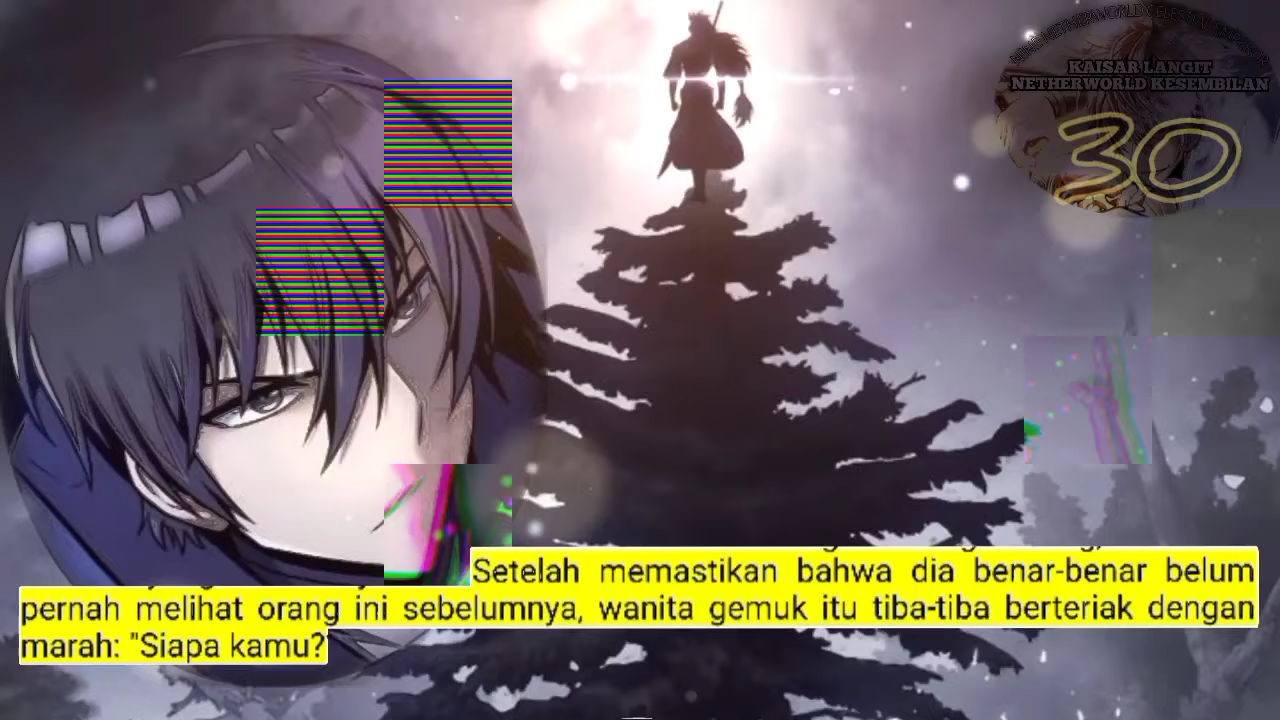 KAISAR LANGIT
NETHERWORLD KESEMBILAN
30
Setelah memastikan bahwa dia benar-benar belum
pernah melihat orang ini sebelumnya, wanita gemuk itu tiba-tiba berteriak dengan
marah: "Siapa kamu?